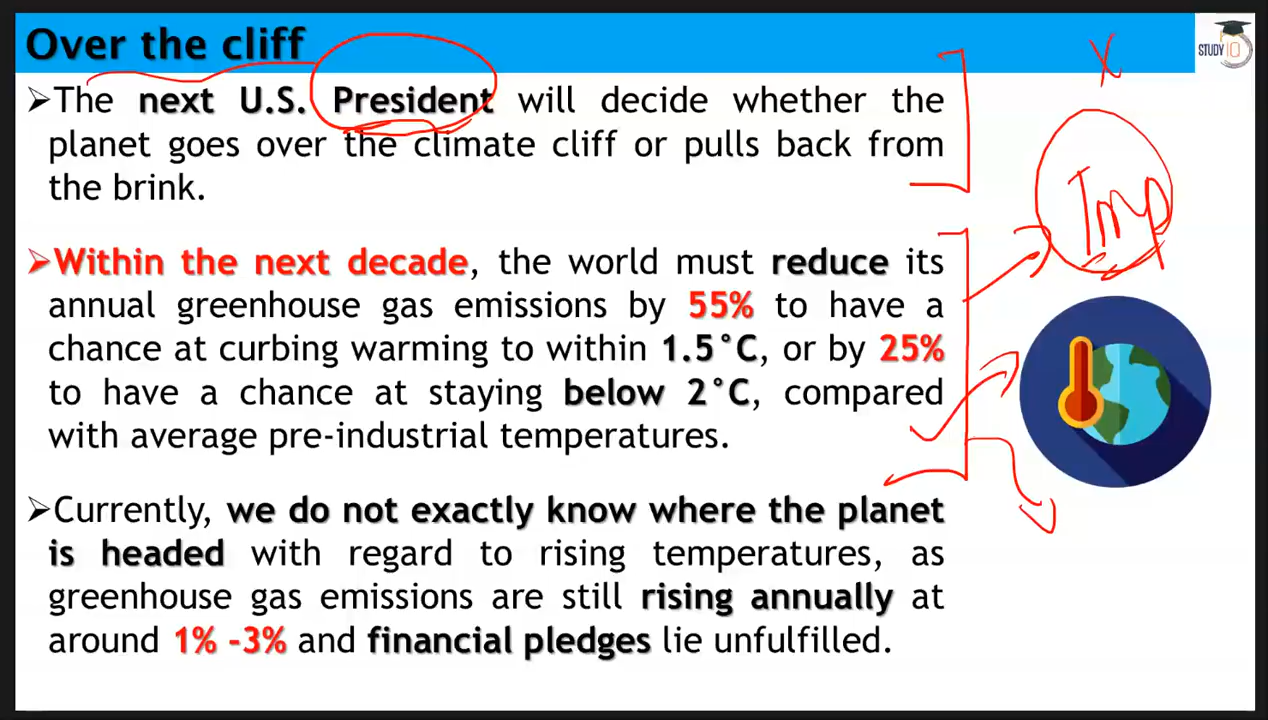 Over the cliff
STUDY IQ
➢The next U.S. President will decide whether the
planet goes over the climate cliff or pulls back from
the brink.
X
Imp
➢Within the next decade, the world must reduce its
annual greenhouse gas emissions by 55% to have a
chance at curbing warming to within 1.5°C, or by 25%
to have a chance at staying below 2°C, compared
with average pre-industrial temperatures.
➢Currently, we do not exactly know where the planet
is headed with regard to rising temperatures, as
greenhouse gas emissions are still rising annually at
around 1% -3% and financial pledges lie unfulfilled.